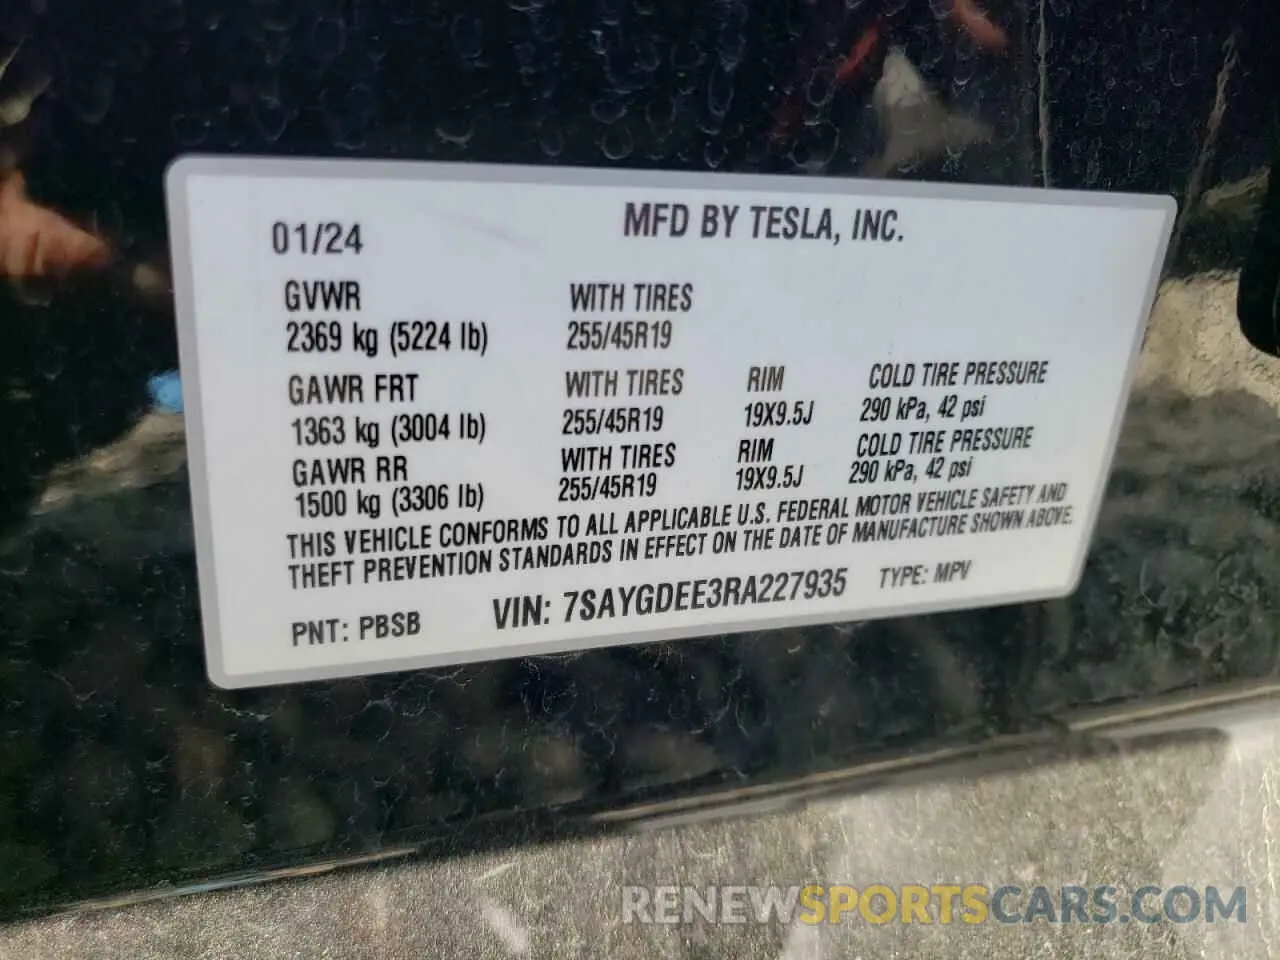 01/24 MFD BY TESLA, INC.
GVWR WITH TIRES
2369 kg (5224 lb) 255/45R19
GAWR FRT WITH TIRES RIM COLD TIRE PRESSURE
1363 kg (3004 lb) 255/45R19 19X9.5J 290 kPa, 42 psi
GAWR RR WITH TIRES RIM COLD TIRE PRESSURE
1500 kg (3306 lb) 255/45R19 19X9.5J 290 kPa, 42 psi
THIS VEHICLE CONFORMS TO ALL APPLICABLE U.S. FEDERAL MOTOR VEHICLE SAFETY AND
THEFT PREVENTION STANDARDS IN EFFECT ON THE DATE OF MANUFACTURE SHOWN ABOVE.
PNT: PBSB VIN: 7SAYGDEE3RA227935 TYPE: MPV
RENEWSPORTSCARS.COM